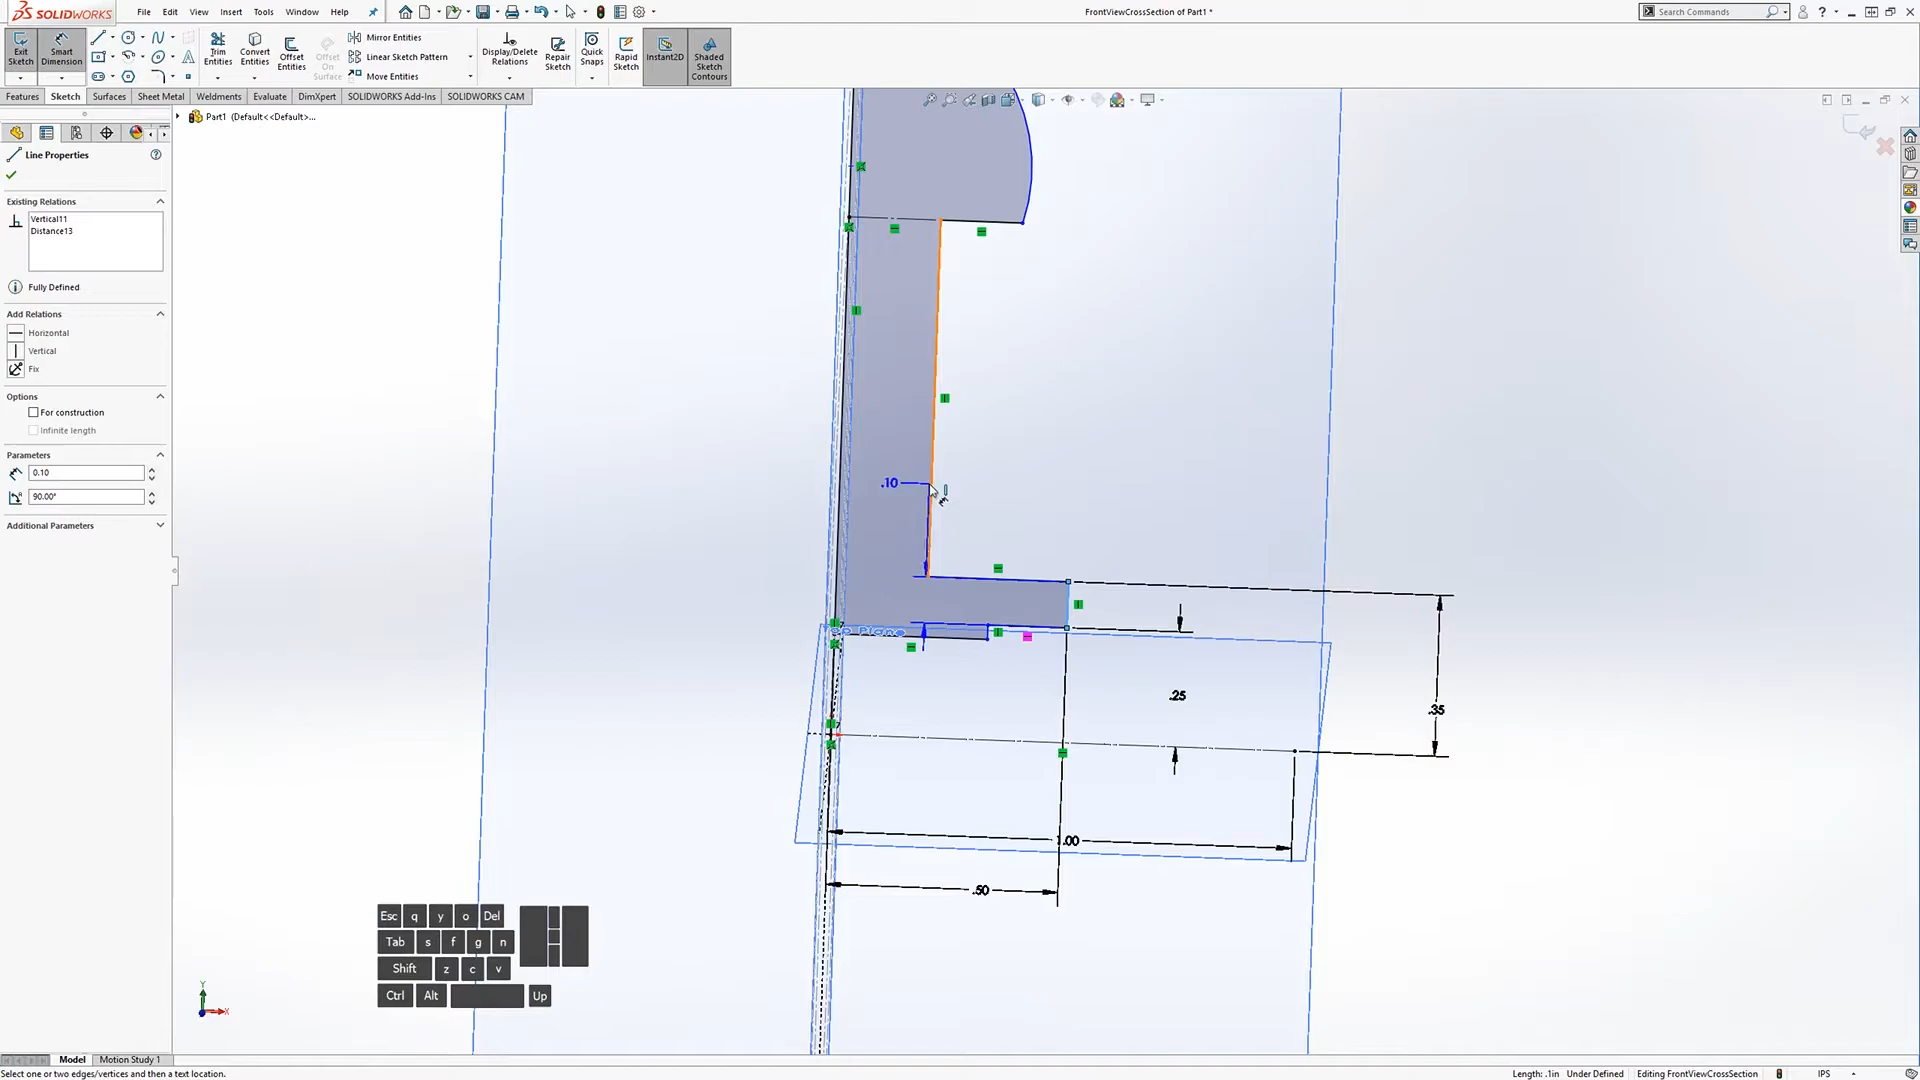 SOLIDWORKS File Edit View Insert Tools Window Help FrontViewCrossSection of Part1 * Search Commands
Exit Sketch
Smart Dimension
Trim Entities
Convert Entities
Offset Entities
Offset On Surface
Mirror Entities
Linear Sketch Pattern
Move Entities
Display/Delete Relations
Repair Sketch
Quick Snaps
Rapid Sketch
Instant2D
Shaded Sketch Contours
Features Sketch Surfaces Sheet Metal Weldments Evaluate DimXpert SOLIDWORKS Add-Ins SOLIDWORKS CAM
Part1 (Default<<Default>...
Line Properties
Existing Relations
Vertical11
Distance13
Fully Defined
Add Relations
Horizontal
Vertical
Fix
Options
For construction
Infinite length
Parameters
0.10
90.00°
Additional Parameters
.10
.25
.35
1.00
.50
Esc q y o Del
Tab s f g n
Shift z c v
Ctrl Alt Up
Y
X
Model Motion Study 1
Select one or two edges/vertices and then a text location. Length: .1in Under Defined Editing FrontViewCrossSection IPS